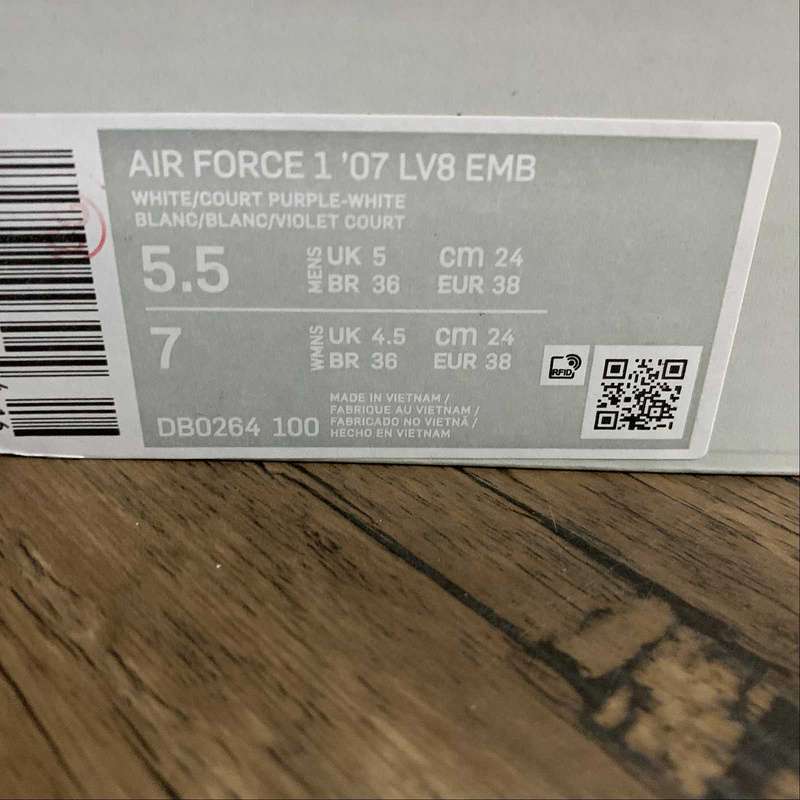 AIR FORCE 1 '07 LV8 EMB
WHITE/COURT PURPLE-WHITE
BLANC/BLANC/VIOLET COURT
5.5 MENS UK 5 cm 24
BR 36 EUR 38
7 WMNS UK 4.5 cm 24
BR 36 EUR 38
RFID
DB0264 100
MADE IN VIETNAM /
FABRIQUE AU VIETNAM /
FABRICADO NO VIETNÃ /
HECHO EN VIETNAM